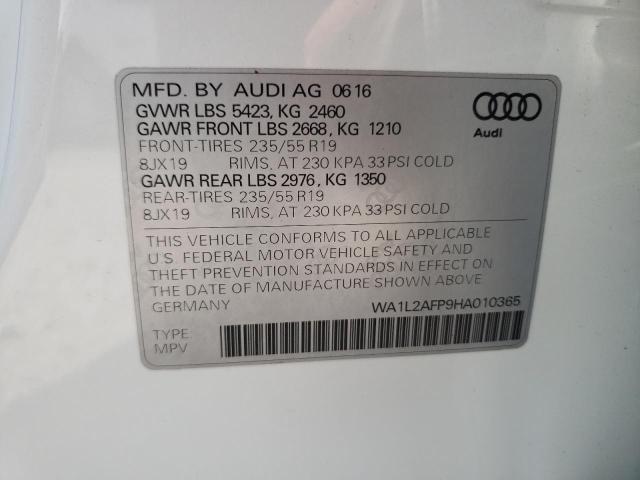 MFD. BY AUDI AG 0616
GVWR LBS 5423, KG 2460
GAWR FRONT LBS 2668, KG 1210
FRONT-TIRES 235/55 R19
8JX19 RIMS, AT 230 KPA 33 PSI COLD
GAWR REAR LBS 2976, KG 1350
REAR-TIRES 235/55 R19
8JX19 RIMS, AT 230 KPA 33 PSI COLD
Audi
THIS VEHICLE CONFORMS TO ALL APPLICABLE
U.S. FEDERAL MOTOR VEHICLE SAFETY AND
THEFT PREVENTION STANDARDS IN EFFECT ON
THE DATE OF MANUFACTURE SHOWN ABOVE
GERMANY WA1L2AFP9HA010365
TYPE:
MPV